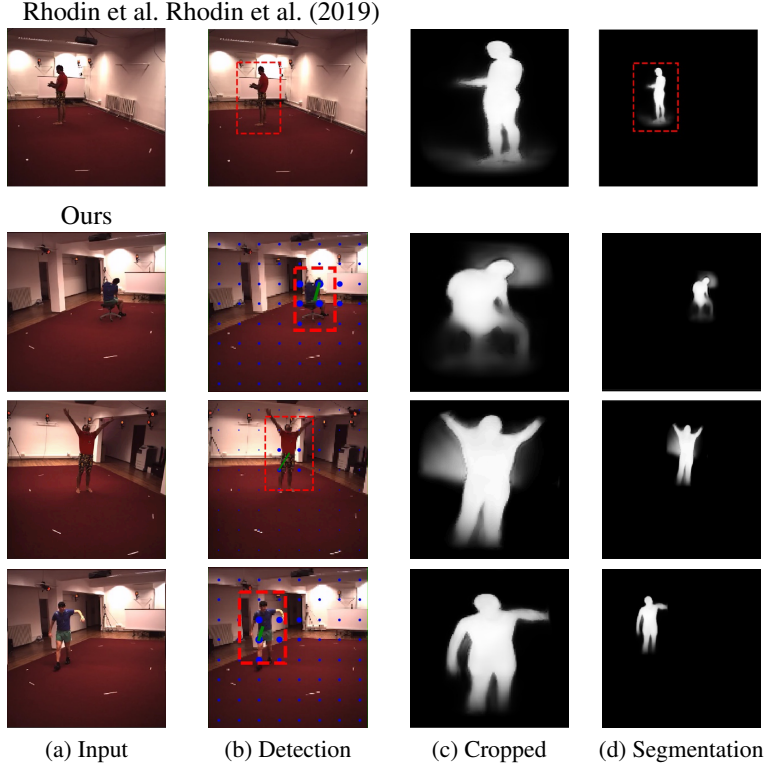 Rhodin et al. Rhodin et al. (2019)
Ours
(a) Input
(b) Detection
(c) Cropped
(d) Segmentation